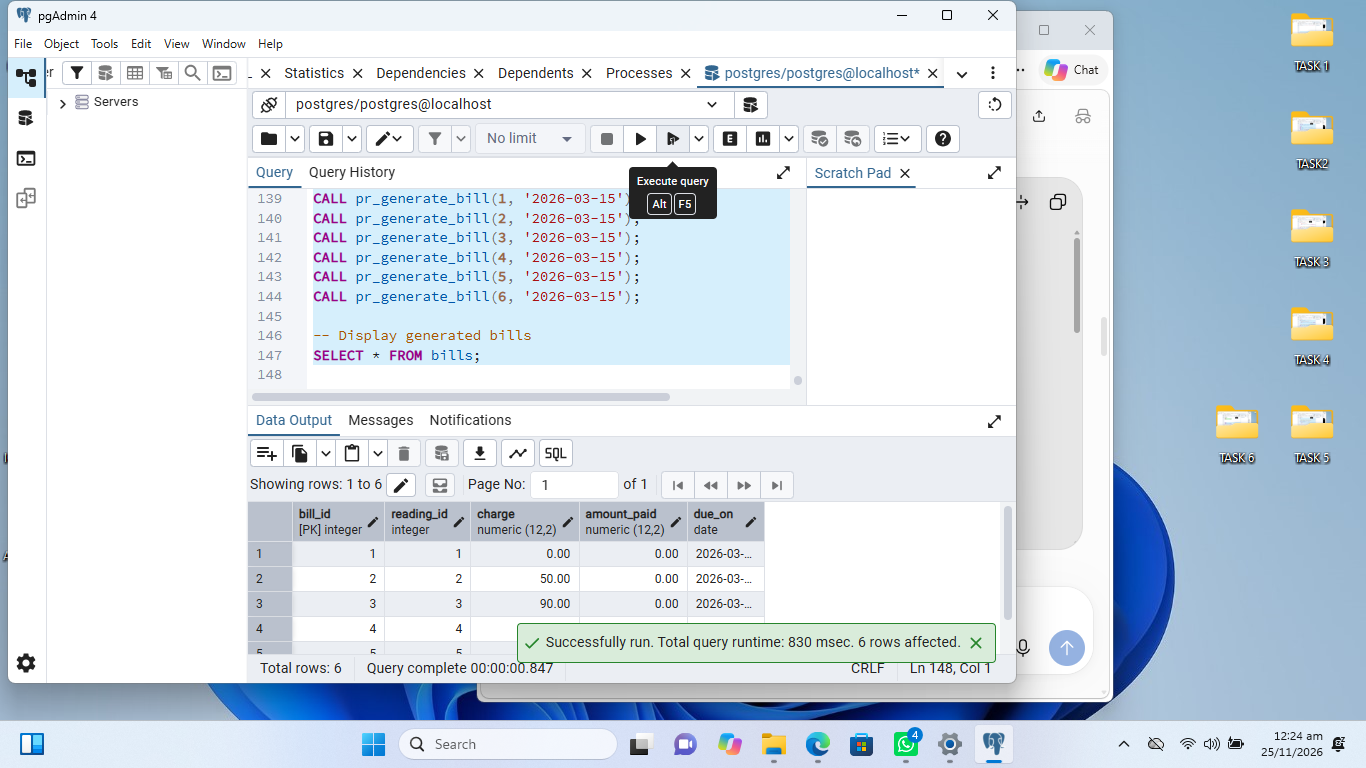 pgAdmin 4
File Object Tools Edit View Window Help
Statistics Dependencies Dependents Processes postgres/postgres@localhost*
Chat
Servers
postgres/postgres@localhost
No limit
Query Query History
Execute query
Alt F5
Scratch Pad
139 CALL pr_generate_bill(1, '2026-03-15')
140 CALL pr_generate_bill(2, '2026-03-15');
141 CALL pr_generate_bill(3, '2026-03-15');
142 CALL pr_generate_bill(4, '2026-03-15');
143 CALL pr_generate_bill(5, '2026-03-15');
144 CALL pr_generate_bill(6, '2026-03-15');
145
146 -- Display generated bills
147 SELECT * FROM bills;
148
Data Output Messages Notifications
SQL
Showing rows: 1 to 6 Page No: 1 of 1
bill_id reading_id charge amount_paid due_on
[PK] integer integer numeric (12,2) numeric (12,2) date
1 1 1 0.00 0.00 2026-03-...
2 2 2 50.00 0.00 2026-03-...
3 3 3 90.00 0.00 2026-03-...
4 4 4
5 5 5
Successfully run. Total query runtime: 830 msec. 6 rows affected.
Total rows: 6 Query complete 00:00:00.847 CRLF Ln 148, Col 1
TASK 1
TASK2
TASK 3
TASK 4
TASK 6 TASK 5
Search
4
12:24 am
25/11/2026